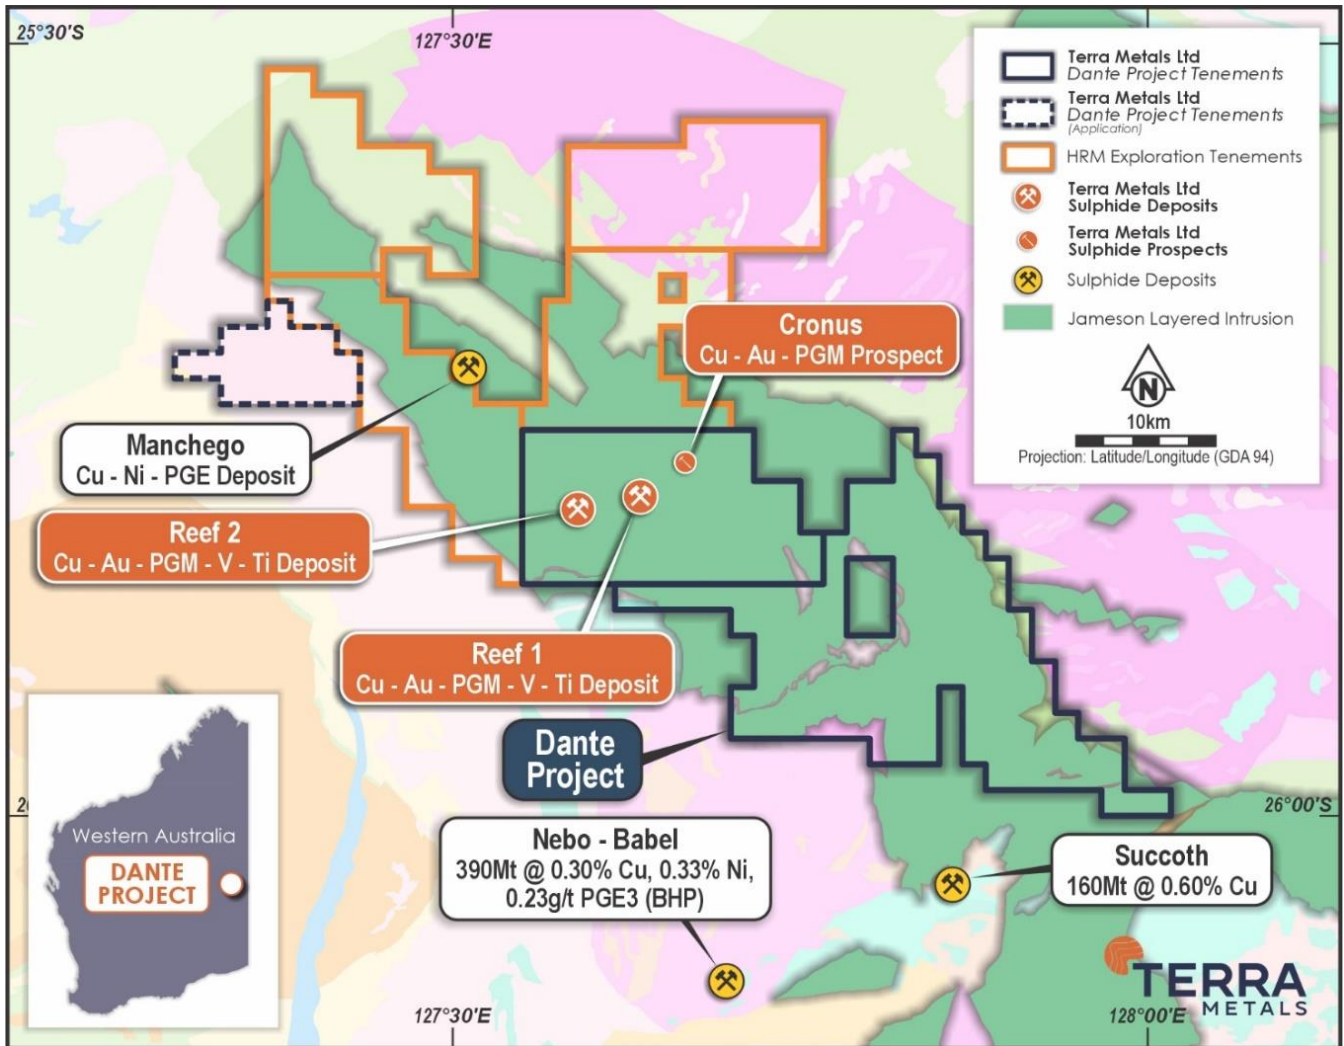 25°30'S
127°30'E
Terra Metals Ltd
Dante Project Tenements
Terra Metals Ltd
Dante Project Tenements
(Application)
HRM Exploration Tenements
Terra Metals Ltd
Sulphide Deposits
Terra Metals Ltd
Sulphide Prospects
Sulphide Deposits
Jameson Layered Intrusion
N
10km
Projection: Latitude/Longitude (GDA 94)
Cronus
Cu - Au - PGM Prospect
Manchego
Cu - Ni - PGE Deposit
Reef 2
Cu - Au - PGM - V - Ti Deposit
Reef 1
Cu - Au - PGM - V - Ti Deposit
Dante
Project
26°00'S
Nebo - Babel
390Mt @ 0.30% Cu, 0.33% Ni,
0.23g/t PGE3 (BHP)
Succoth
160Mt @ 0.60% Cu
Western Australia
DANTE
PROJECT
TERRA
METALS
127°30'E
128°00'E